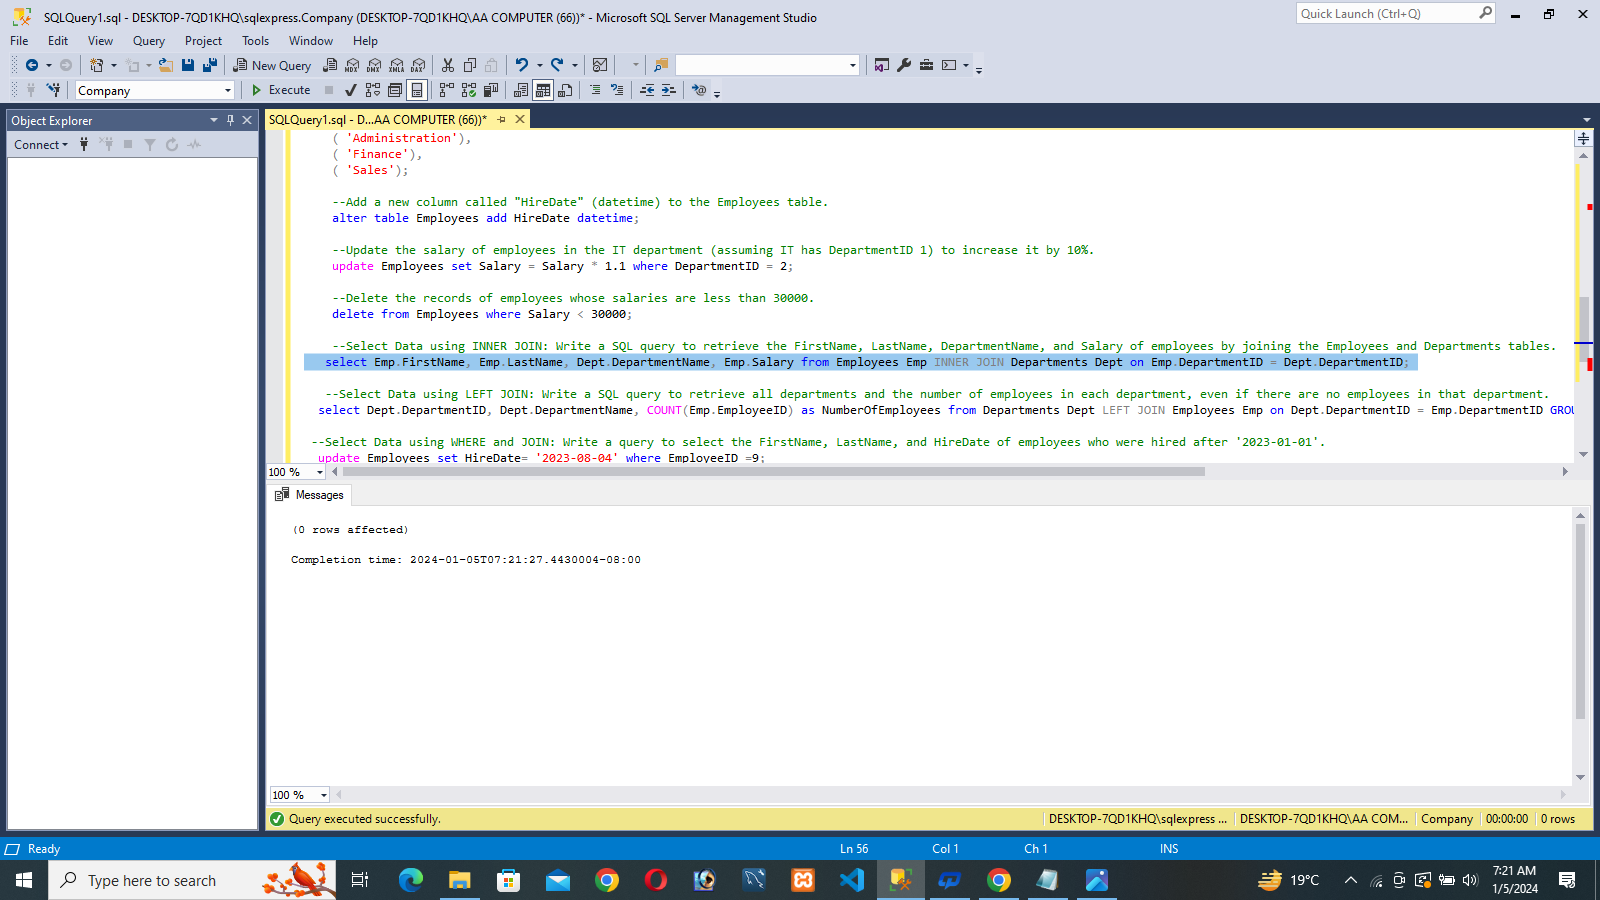 SQLQuery1.sql - DESKTOP-7QD1KHQ\sqlexpress.Company (DESKTOP-7QD1KHQ\AA COMPUTER (66))* - Microsoft SQL Server Management Studio
Quick Launch (Ctrl+Q)
File Edit View Query Project Tools Window Help
New Query
MDX DMX XMLA DAX
Company
Execute
Object Explorer
SQLQuery1.sql - D...AA COMPUTER (66))*
Connect
( 'Administration'),
( 'Finance'),
( 'Sales');
--Add a new column called "HireDate" (datetime) to the Employees table.
alter table Employees add HireDate datetime;
--Update the salary of employees in the IT department (assuming IT has DepartmentID 1) to increase it by 10%.
update Employees set Salary = Salary * 1.1 where DepartmentID = 2;
--Delete the records of employees whose salaries are less than 30000.
delete from Employees where Salary < 30000;
--Select Data using INNER JOIN: Write a SQL query to retrieve the FirstName, LastName, DepartmentName, and Salary of employees by joining the Employees and Departments tables.
select Emp.FirstName, Emp.LastName, Dept.DepartmentName, Emp.Salary from Employees Emp INNER JOIN Departments Dept on Emp.DepartmentID = Dept.DepartmentID;
--Select Data using LEFT JOIN: Write a SQL query to retrieve all departments and the number of employees in each department, even if there are no employees in that department.
select Dept.DepartmentID, Dept.DepartmentName, COUNT(Emp.EmployeeID) as NumberOfEmployees from Departments Dept LEFT JOIN Employees Emp on Dept.DepartmentID = Emp.DepartmentID GROU
--Select Data using WHERE and JOIN: Write a query to select the FirstName, LastName, and HireDate of employees who were hired after '2023-01-01'.
update Employees set HireDate= '2023-08-04' where EmployeeID =9;
100 %
Messages
(0 rows affected)
Completion time: 2024-01-05T07:21:27.4430004-08:00
100 %
Query executed successfully.
DESKTOP-7QD1KHQ\sqlexpress ... DESKTOP-7QD1KHQ\AA COM... Company 00:00:00 0 rows
Ready
Ln 56 Col 1 Ch 1 INS
Type here to search
19°C
7:21 AM
1/5/2024